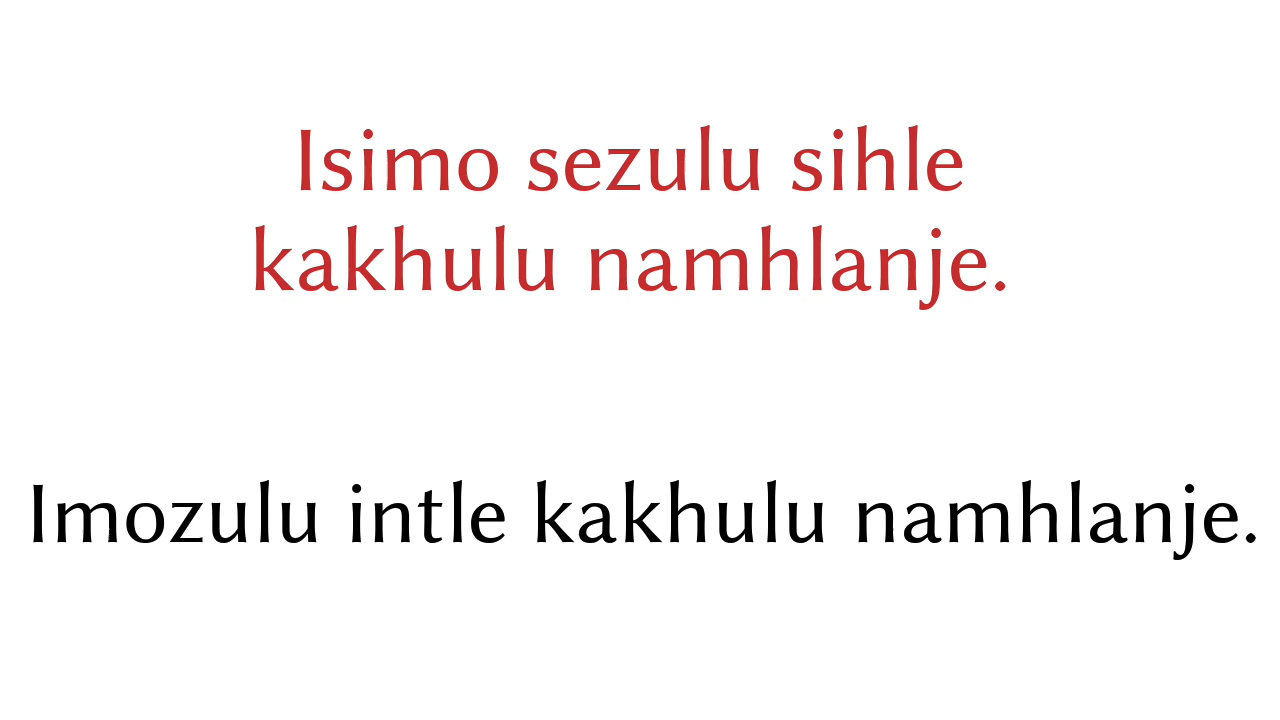 Isimo sezulu sihle
kakhulu namhlanje.
Imozulu intle kakhulu namhlanje.